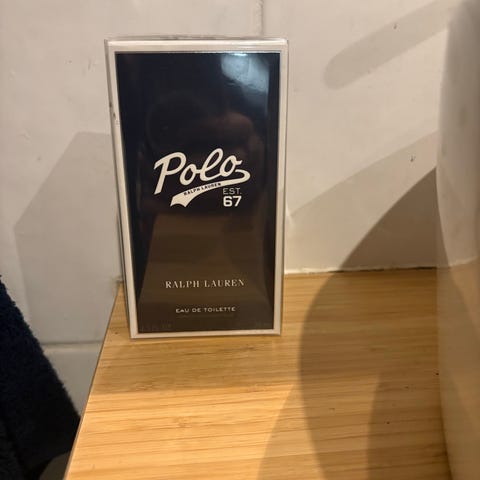 Polo
RALPH LAUREN
EST.
67
RALPH LAUREN
EAU DE TOILETTE